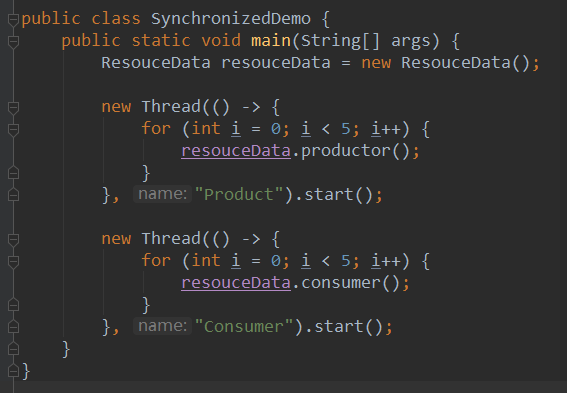 public class SynchronizedDemo {
    public static void main(String[] args) {
        ResouceData resouceData = new ResouceData();

        new Thread(() -> {
            for (int i = 0; i < 5; i++) {
                resouceData.productor();
            }
        }, name: "Product").start();

        new Thread(() -> {
            for (int i = 0; i < 5; i++) {
                resouceData.consumer();
            }
        }, name: "Consumer").start();
    }
}